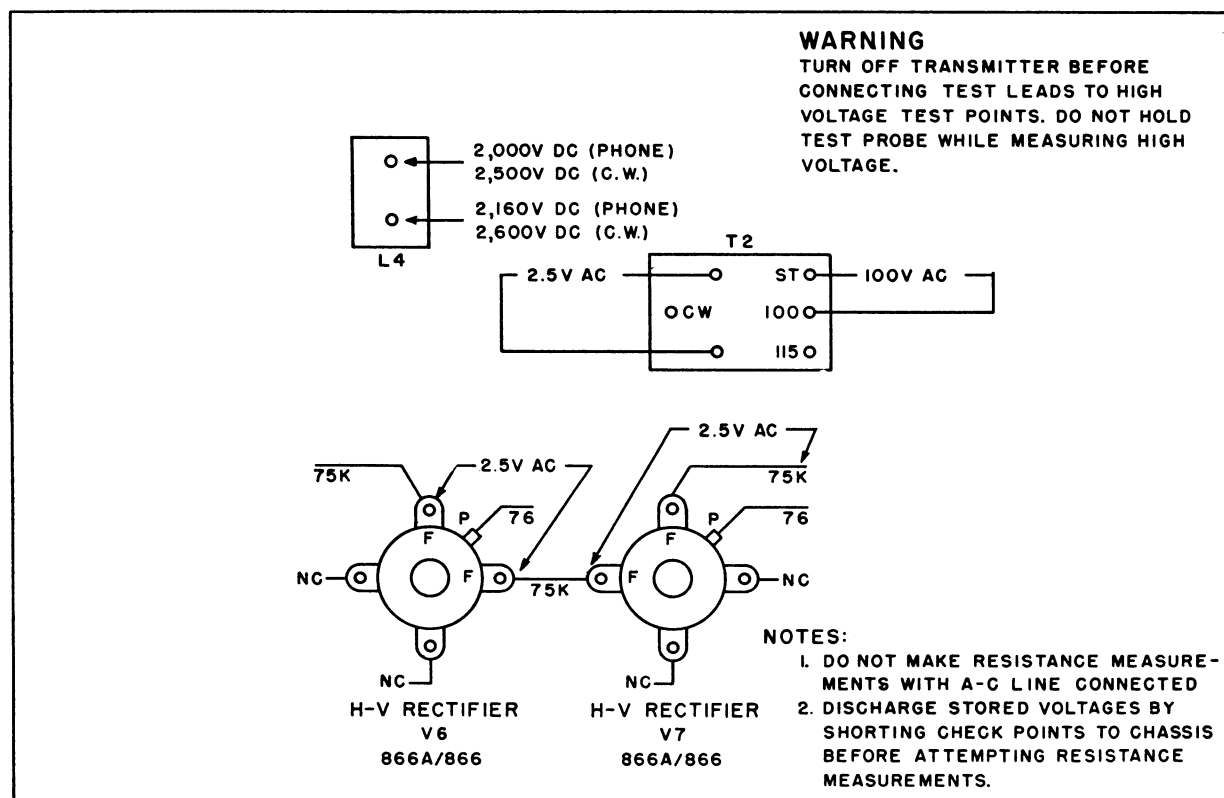 WARNING
TURN OFF TRANSMITTER BEFORE
CONNECTING TEST LEADS TO HIGH
VOLTAGE TEST POINTS. DO NOT HOLD
TEST PROBE WHILE MEASURING HIGH
VOLTAGE.
2,000V DC (PHONE)
2,500V DC (C.W.)
2,160V DC (PHONE)
2,600V DC (C.W.)
L4
T2
2.5V AC
ST
100V AC
CW
100
115
2.5V AC
75K
2.5V AC
75K
P
76
P
76
F
F
NC
F
75K
F
NC
NC
NC
H-V RECTIFIER
V6
866A/866
H-V RECTIFIER
V7
866A/866
NOTES:
1. DO NOT MAKE RESISTANCE MEASURE-
MENTS WITH A-C LINE CONNECTED
2. DISCHARGE STORED VOLTAGES BY
SHORTING CHECK POINTS TO CHASSIS
BEFORE ATTEMPTING RESISTANCE
MEASUREMENTS.